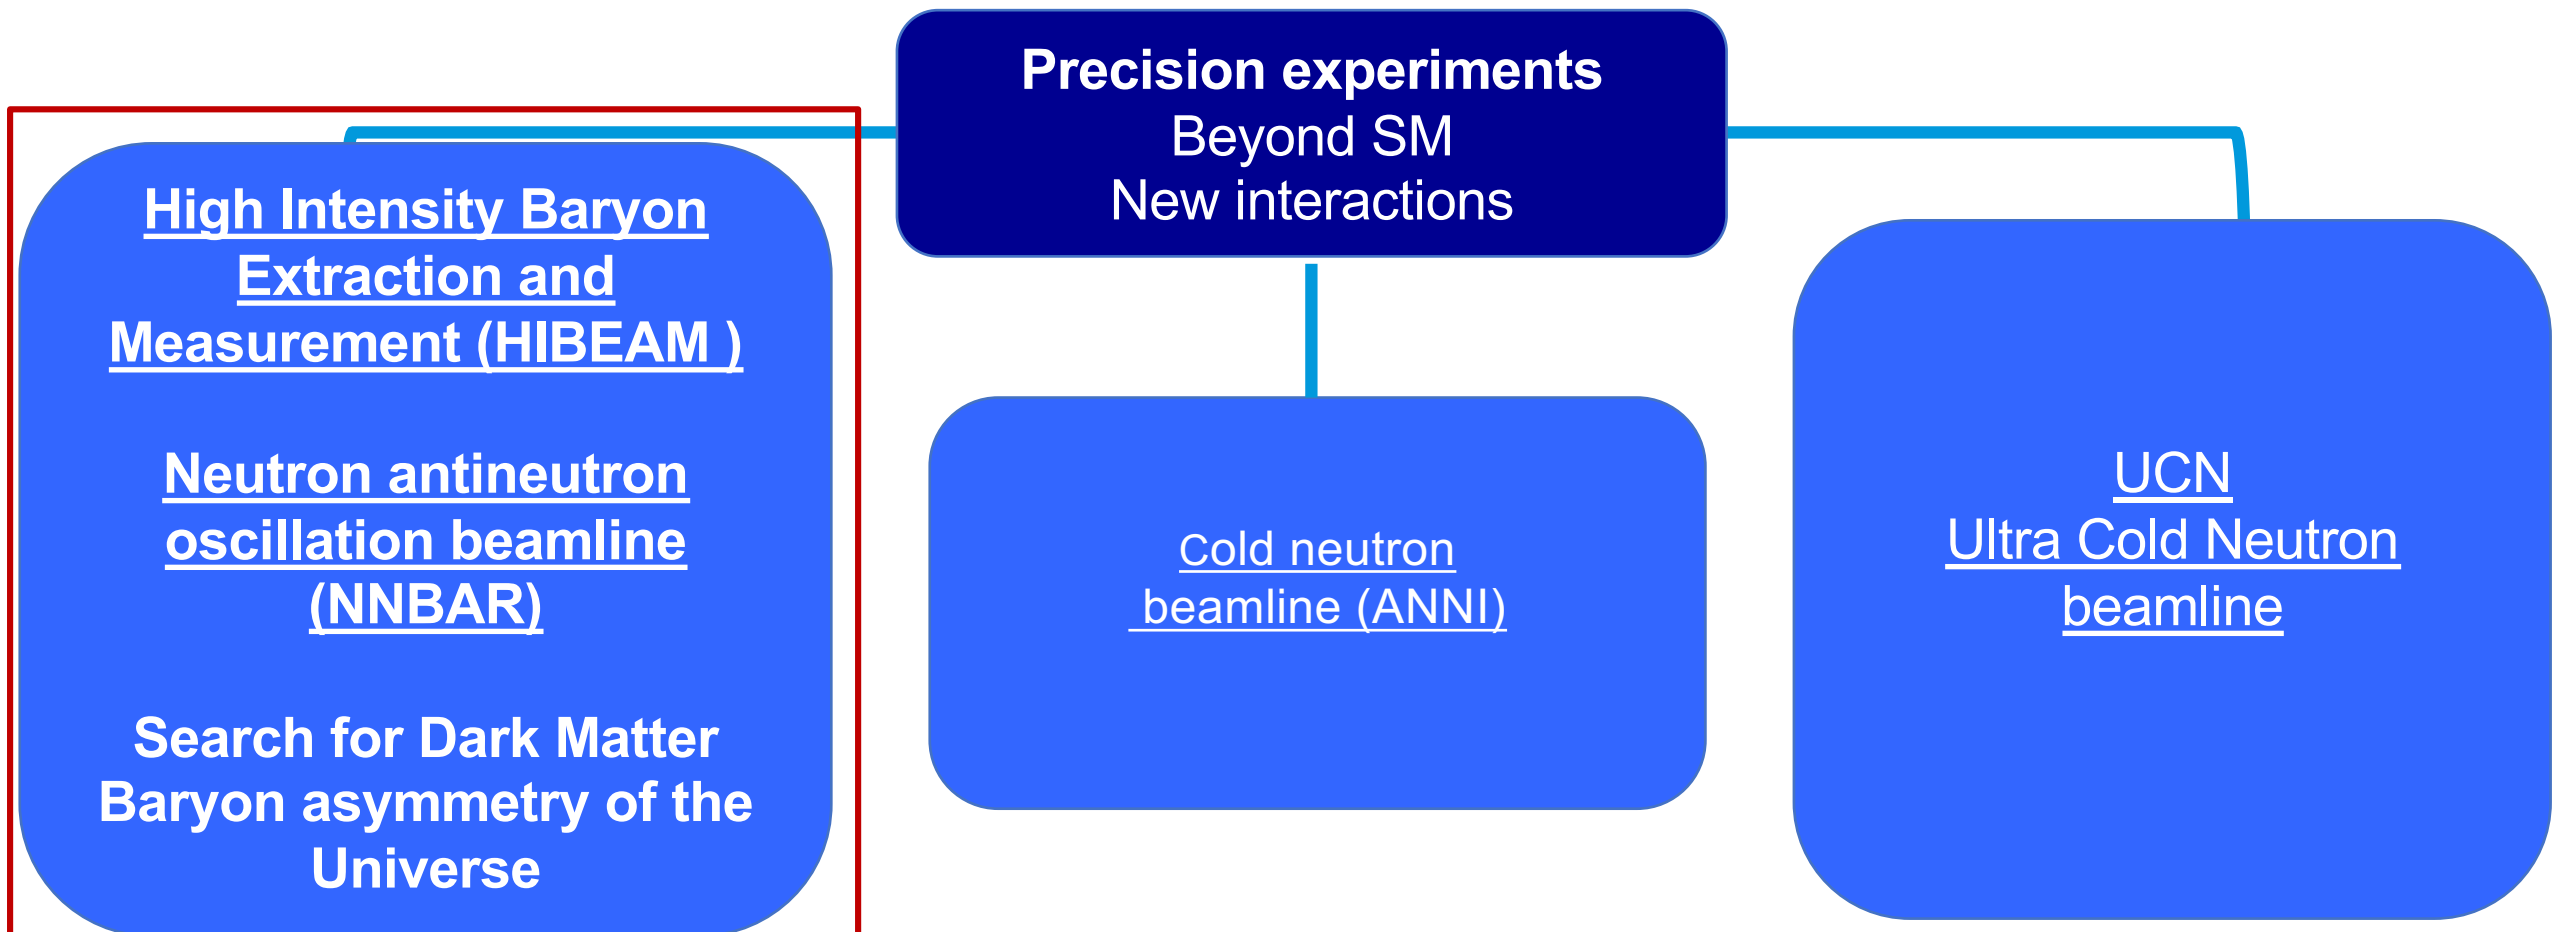 Precision experiments
Beyond SM
New interactions
High Intensity Baryon
Extraction and
Measurement (HIBEAM )
Neutron antineutron
oscillation beamline
(NNBAR)
Search for Dark Matter
Baryon asymmetry of the
Universe
Cold neutron
beamline (ANNI)
UCN
Ultra Cold Neutron
beamline